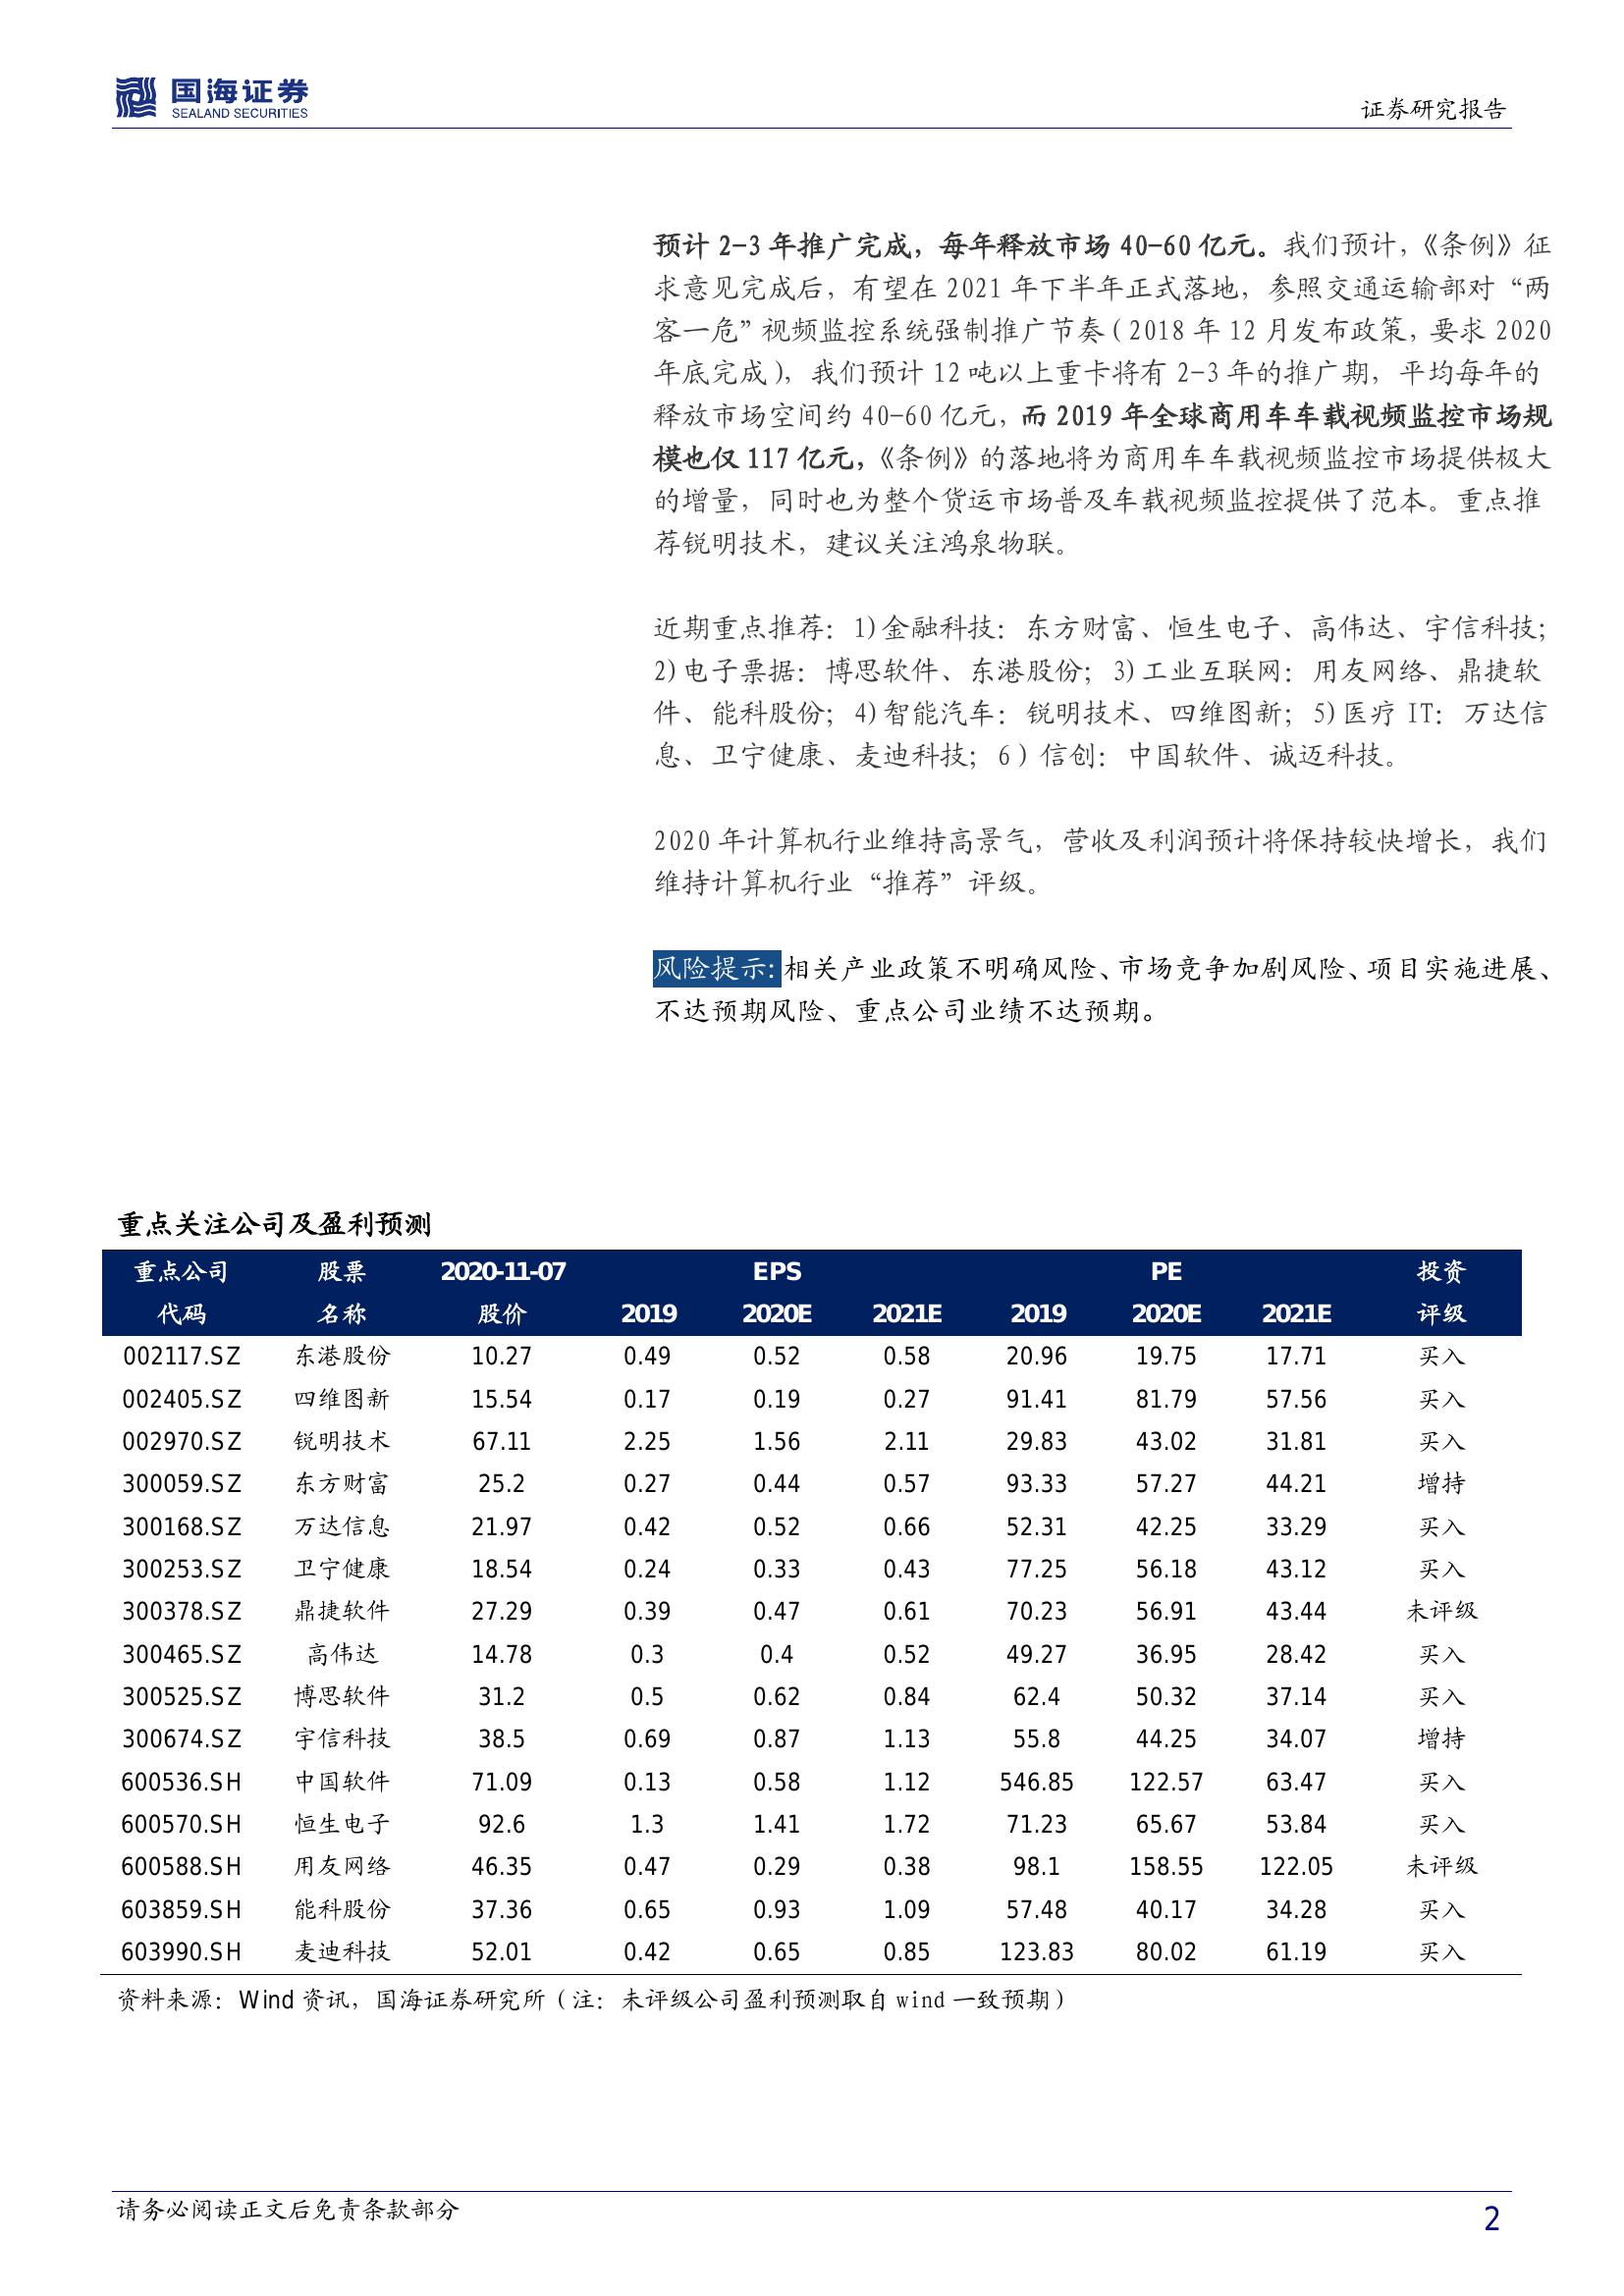 国海证券
SEALAND SECURITIES
证券研究报告
预计 2-3 年推广完成，每年释放市场 40-60 亿元。我们预计，《条例》征
求意见完成后，有望在 2021 年下半年正式落地，参照交通运输部对“两
客一危”视频监控系统强制推广节奏（2018 年 12 月发布政策，要求 2020
年底完成），我们预计 12 吨以上重卡将有 2-3 年的推广期，平均每年的
释放市场空间约 40-60 亿元，而 2019 年全球商用车车载视频监控市场规
模也仅 117 亿元，《条例》的落地将为商用车车载视频监控市场提供极大
的增量，同时也为整个货运市场普及车载视频监控提供了范本。重点推
荐锐明技术，建议关注鸿泉物联。
近期重点推荐：1)金融科技：东方财富、恒生电子、高伟达、宇信科技；
2)电子票据：博思软件、东港股份；3)工业互联网：用友网络、鼎捷软
件、能科股份；4)智能汽车：锐明技术、四维图新；5)医疗 IT：万达信
息、卫宁健康、麦迪科技；6）信创：中国软件、诚迈科技。
2020 年计算机行业维持高景气，营收及利润预计将保持较快增长，我们
维持计算机行业“推荐”评级。
风险提示：相关产业政策不明确风险、市场竞争加剧风险、项目实施进展、
不达预期风险、重点公司业绩不达预期。
重点关注公司及盈利预测
重点公司 股票 2020-11-07 EPS PE 投资
代码 名称 股价 2019 2020E 2021E 2019 2020E 2021E 评级
002117.SZ 东港股份 10.27 0.49 0.52 0.58 20.96 19.75 17.71 买入
002405.SZ 四维图新 15.54 0.17 0.19 0.27 91.41 81.79 57.56 买入
002970.SZ 锐明技术 67.11 2.25 1.56 2.11 29.83 43.02 31.81 买入
300059.SZ 东方财富 25.2 0.27 0.44 0.57 93.33 57.27 44.21 增持
300168.SZ 万达信息 21.97 0.42 0.52 0.66 52.31 42.25 33.29 买入
300253.SZ 卫宁健康 18.54 0.24 0.33 0.43 77.25 56.18 43.12 买入
300378.SZ 鼎捷软件 27.29 0.39 0.47 0.61 70.23 56.91 43.44 未评级
300465.SZ 高伟达 14.78 0.3 0.4 0.52 49.27 36.95 28.42 买入
300525.SZ 博思软件 31.2 0.5 0.62 0.84 62.4 50.32 37.14 买入
300674.SZ 宇信科技 38.5 0.69 0.87 1.13 55.8 44.25 34.07 增持
600536.SH 中国软件 71.09 0.13 0.58 1.12 546.85 122.57 63.47 买入
600570.SH 恒生电子 92.6 1.3 1.41 1.72 71.23 65.67 53.84 买入
600588.SH 用友网络 46.35 0.47 0.29 0.38 98.1 158.55 122.05 未评级
603859.SH 能科股份 37.36 0.65 0.93 1.09 57.48 40.17 34.28 买入
603990.SH 麦迪科技 52.01 0.42 0.65 0.85 123.83 80.02 61.19 买入
资料来源：Wind 资讯，国海证券研究所（注：未评级公司盈利预测取自 wind 一致预期）
请务必阅读正文后免责条款部分
2